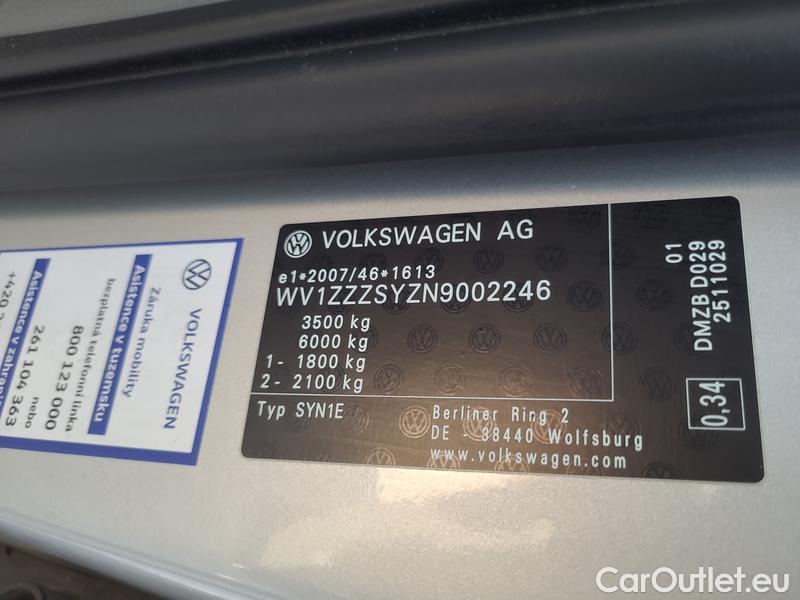 VOLKSWAGEN AG
e1*2007/46*1613
WV1ZZZSYZN9002246
3500 kg
6000 kg
1- 1800 kg
2- 2100 kg
Typ SYN1E
Berliner Ring 2
DE - 38440 Wolfsburg
www.volkswagen.com
01
DMZB D029
2511029
0,34
VOLKSWAGEN
Záruka mobility
Asistence v tuzemsku
bezplatná telefonní linka
800 123 000
nebo
261 104 363
Asistence v
CarOutlet.eu